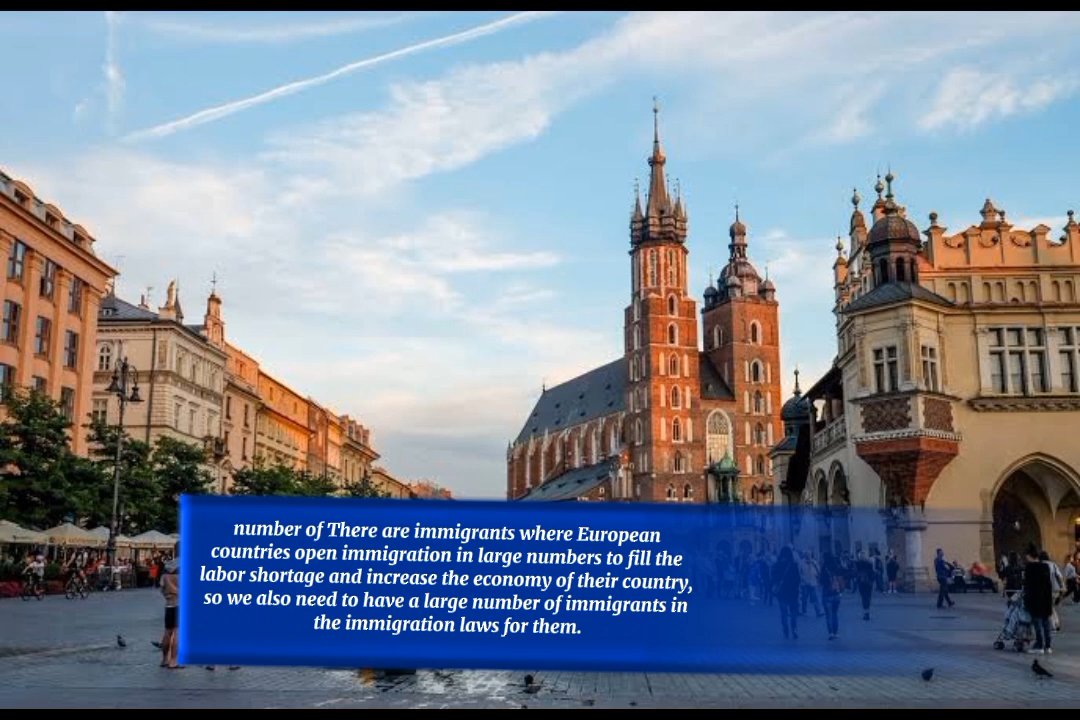 number of There are immigrants where European
countries open immigration in large numbers to fill the
labor shortage and increase the economy of their country,
so we also need to have a large number of immigrants in
the immigration laws for them.